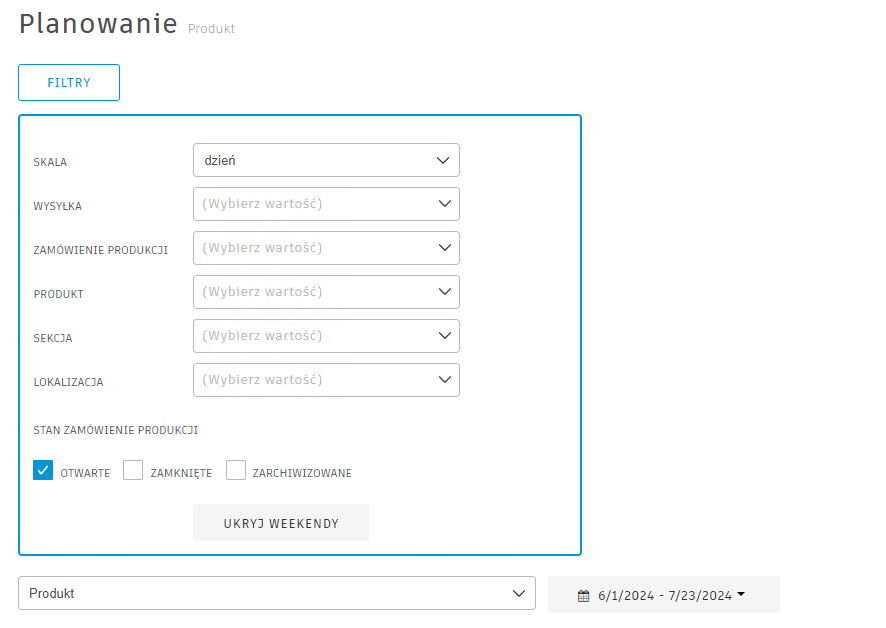 Planowanie Produkt
FILTRY
SKALA dzień
WYSYŁKA (Wybierz wartość)
ZAMÓWIENIE PRODUKCJI (Wybierz wartość)
PRODUKT (Wybierz wartość)
SEKCJA (Wybierz wartość)
LOKALIZACJA (Wybierz wartość)
STAN ZAMÓWIENIE PRODUKCJI
OTWARTE ZAMKNIĘTE ZARCHIWIZOWANE
UKRYJ WEEKENDY
Produkt 6/1/2024 - 7/23/2024